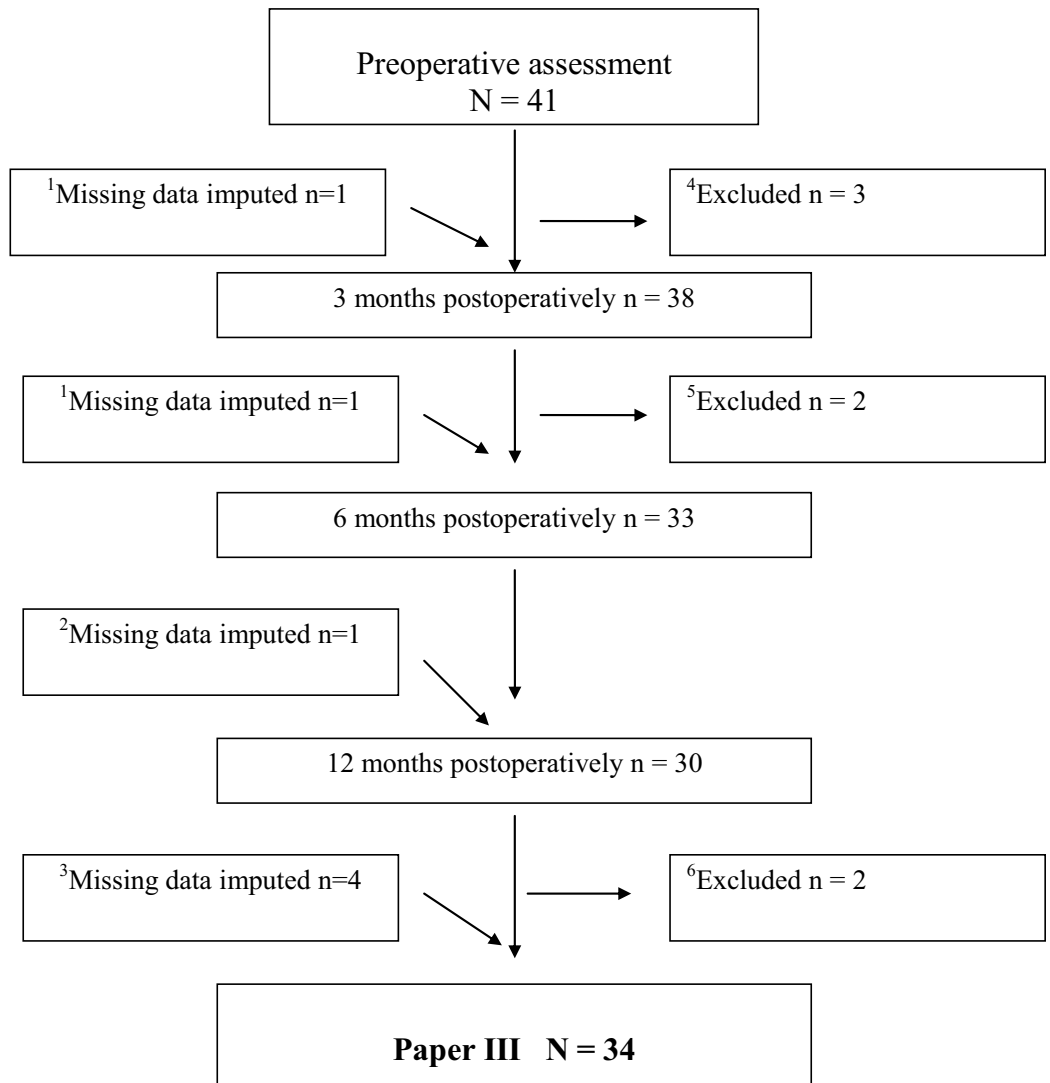 Preoperative assessment
N = 41
¹Missing data imputed n=1
⁴Excluded n = 3
3 months postoperatively n = 38
¹Missing data imputed n=1
⁵Excluded n = 2
6 months postoperatively n = 33
²Missing data imputed n=1
12 months postoperatively n = 30
³Missing data imputed n=4
⁶Excluded n = 2
Paper III N = 34